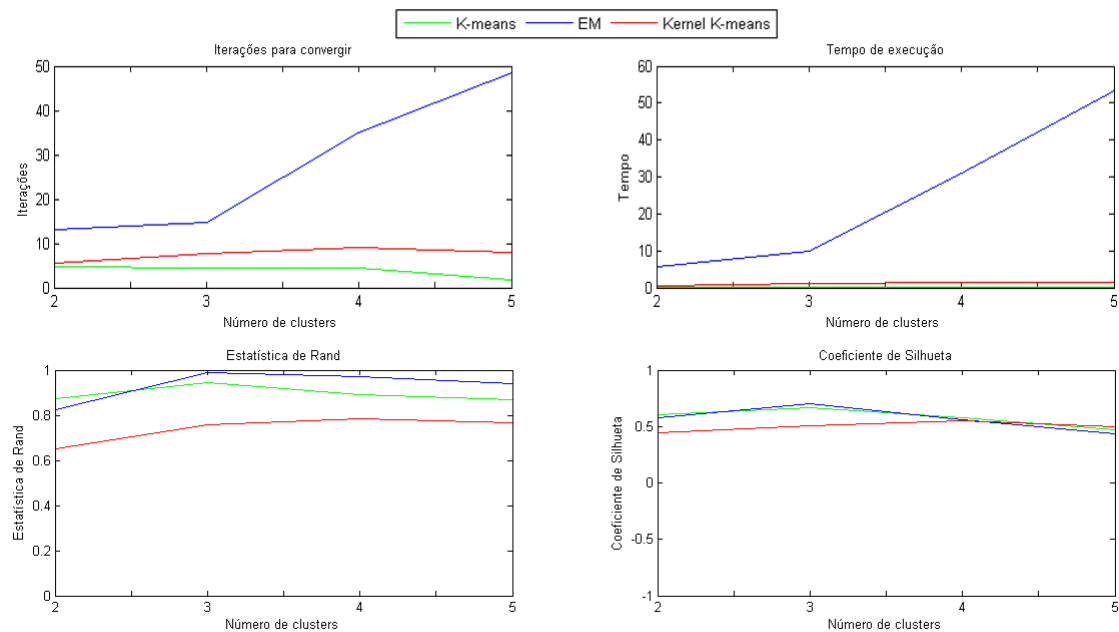 K-means EM Kernel K-means
Iterações para convergir
Iterações
50
40
30
20
10
0
2 3 4 5
Número de clusters
Tempo de execução
Tempo
60
50
40
30
20
10
0
2 3 4 5
Número de clusters
Estatística de Rand
Estatística de Rand
1
0.8
0.6
0.4
0.2
0
2 3 4 5
Número de clusters
Coeficiente de Silhueta
Coeficiente de Silhueta
1
0.5
0
-0.5
-1
2 3 4 5
Número de clusters